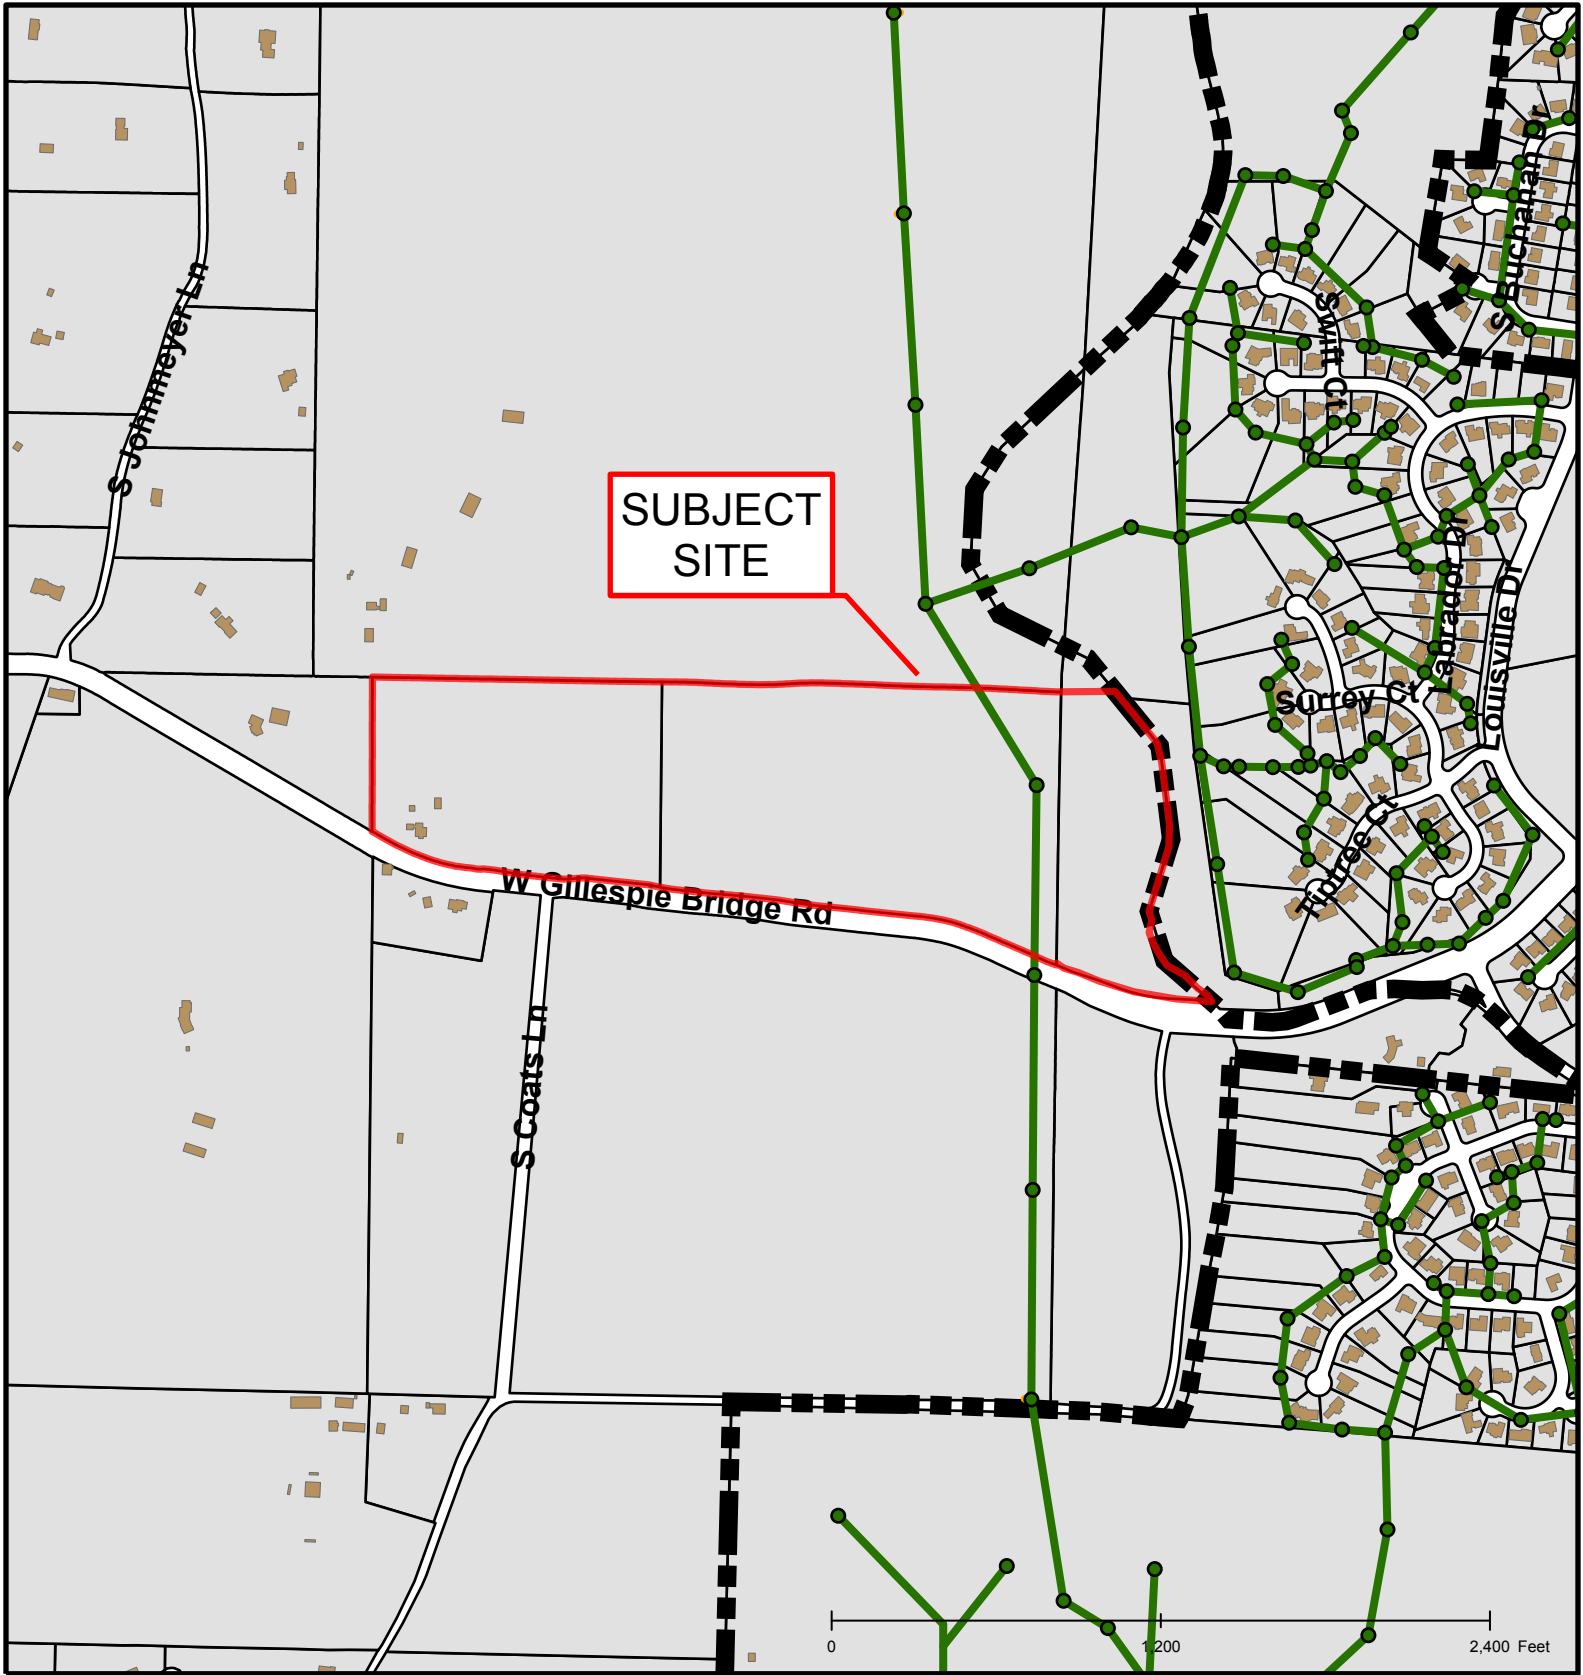 S Buchanan Dr
S Johnmeyer Ln
Swift Ct
SUBJECT
SITE
Labrador Dr
Louisville Dr
Surrey Ct
Tiptree Ct
W Gillespie Bridge Rd
S Coats Ln
0 1,200 2,400 Feet